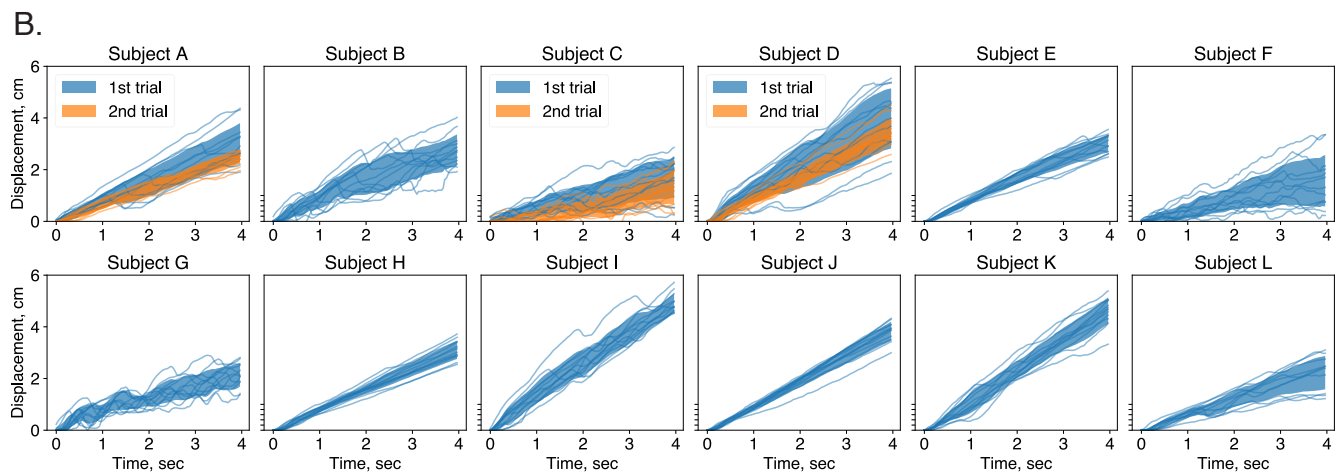 B.
Subject A Subject B Subject C Subject D Subject E Subject F
6
4
2
0
Displacement, cm
1st trial
2nd trial
1st trial
2nd trial
1st trial
2nd trial
0 1 2 3 4 0 1 2 3 4 0 1 2 3 4 0 1 2 3 4 0 1 2 3 4 0 1 2 3 4
Subject G Subject H Subject I Subject J Subject K Subject L
6
4
2
0
Displacement, cm
0 1 2 3 4 0 1 2 3 4 0 1 2 3 4 0 1 2 3 4 0 1 2 3 4 0 1 2 3 4
Time, sec Time, sec Time, sec Time, sec Time, sec Time, sec